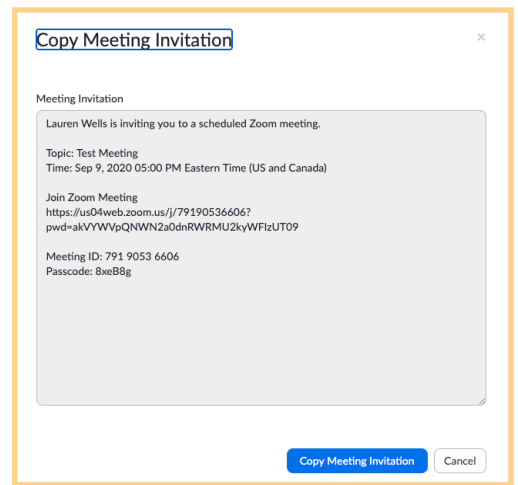 Copy Meeting Invitation
×
Meeting Invitation
Lauren Wells is inviting you to a scheduled Zoom meeting.
Topic: Test Meeting
Time: Sep 9, 2020 05:00 PM Eastern Time (US and Canada)
Join Zoom Meeting
https://us04web.zoom.us/j/79190536606?
pwd=akVYWVpQNWN2a0dnRWRMU2kyWFIzUT09
Meeting ID: 791 9053 6606
Passcode: 8xeB8g
Copy Meeting Invitation
Cancel